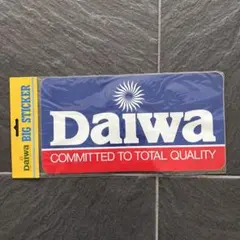 Daiwa BIG STICKER
Daiwa
COMMITTED TO TOTAL QUALITY